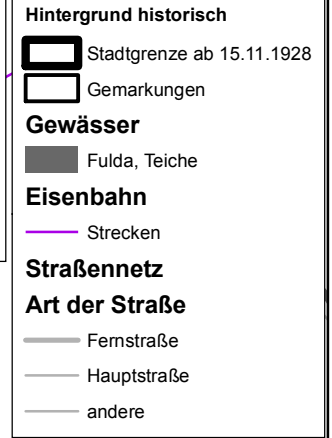 Hintergrund historisch
Stadtgrenze ab 15.11.1928
Gemarkungen
Gewässer
Fulda, Teiche
Eisenbahn
Strecken
Straßennetz
Art der Straße
Fernstraße
Hauptstraße
andere